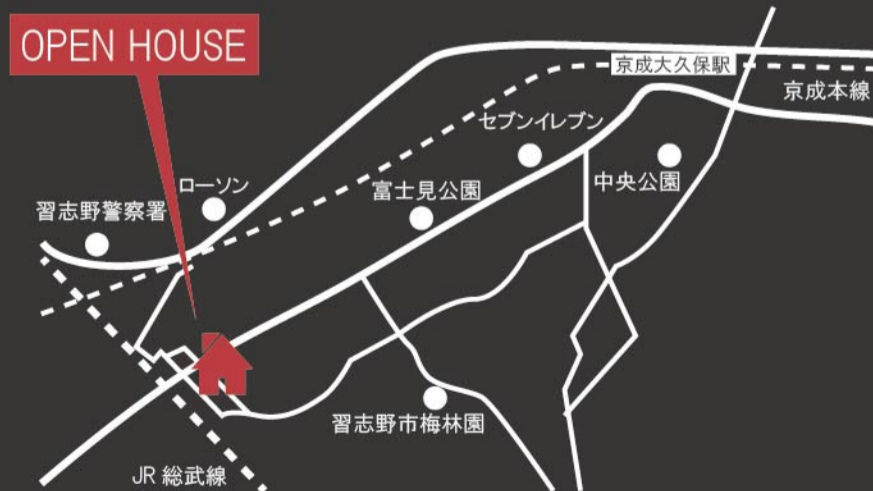 OPEN HOUSE
京成大久保駅
京成本線
セブンイレブン
中央公園
ローソン
富士見公園
習志野警察署
習志野市梅林園
JR 総武線